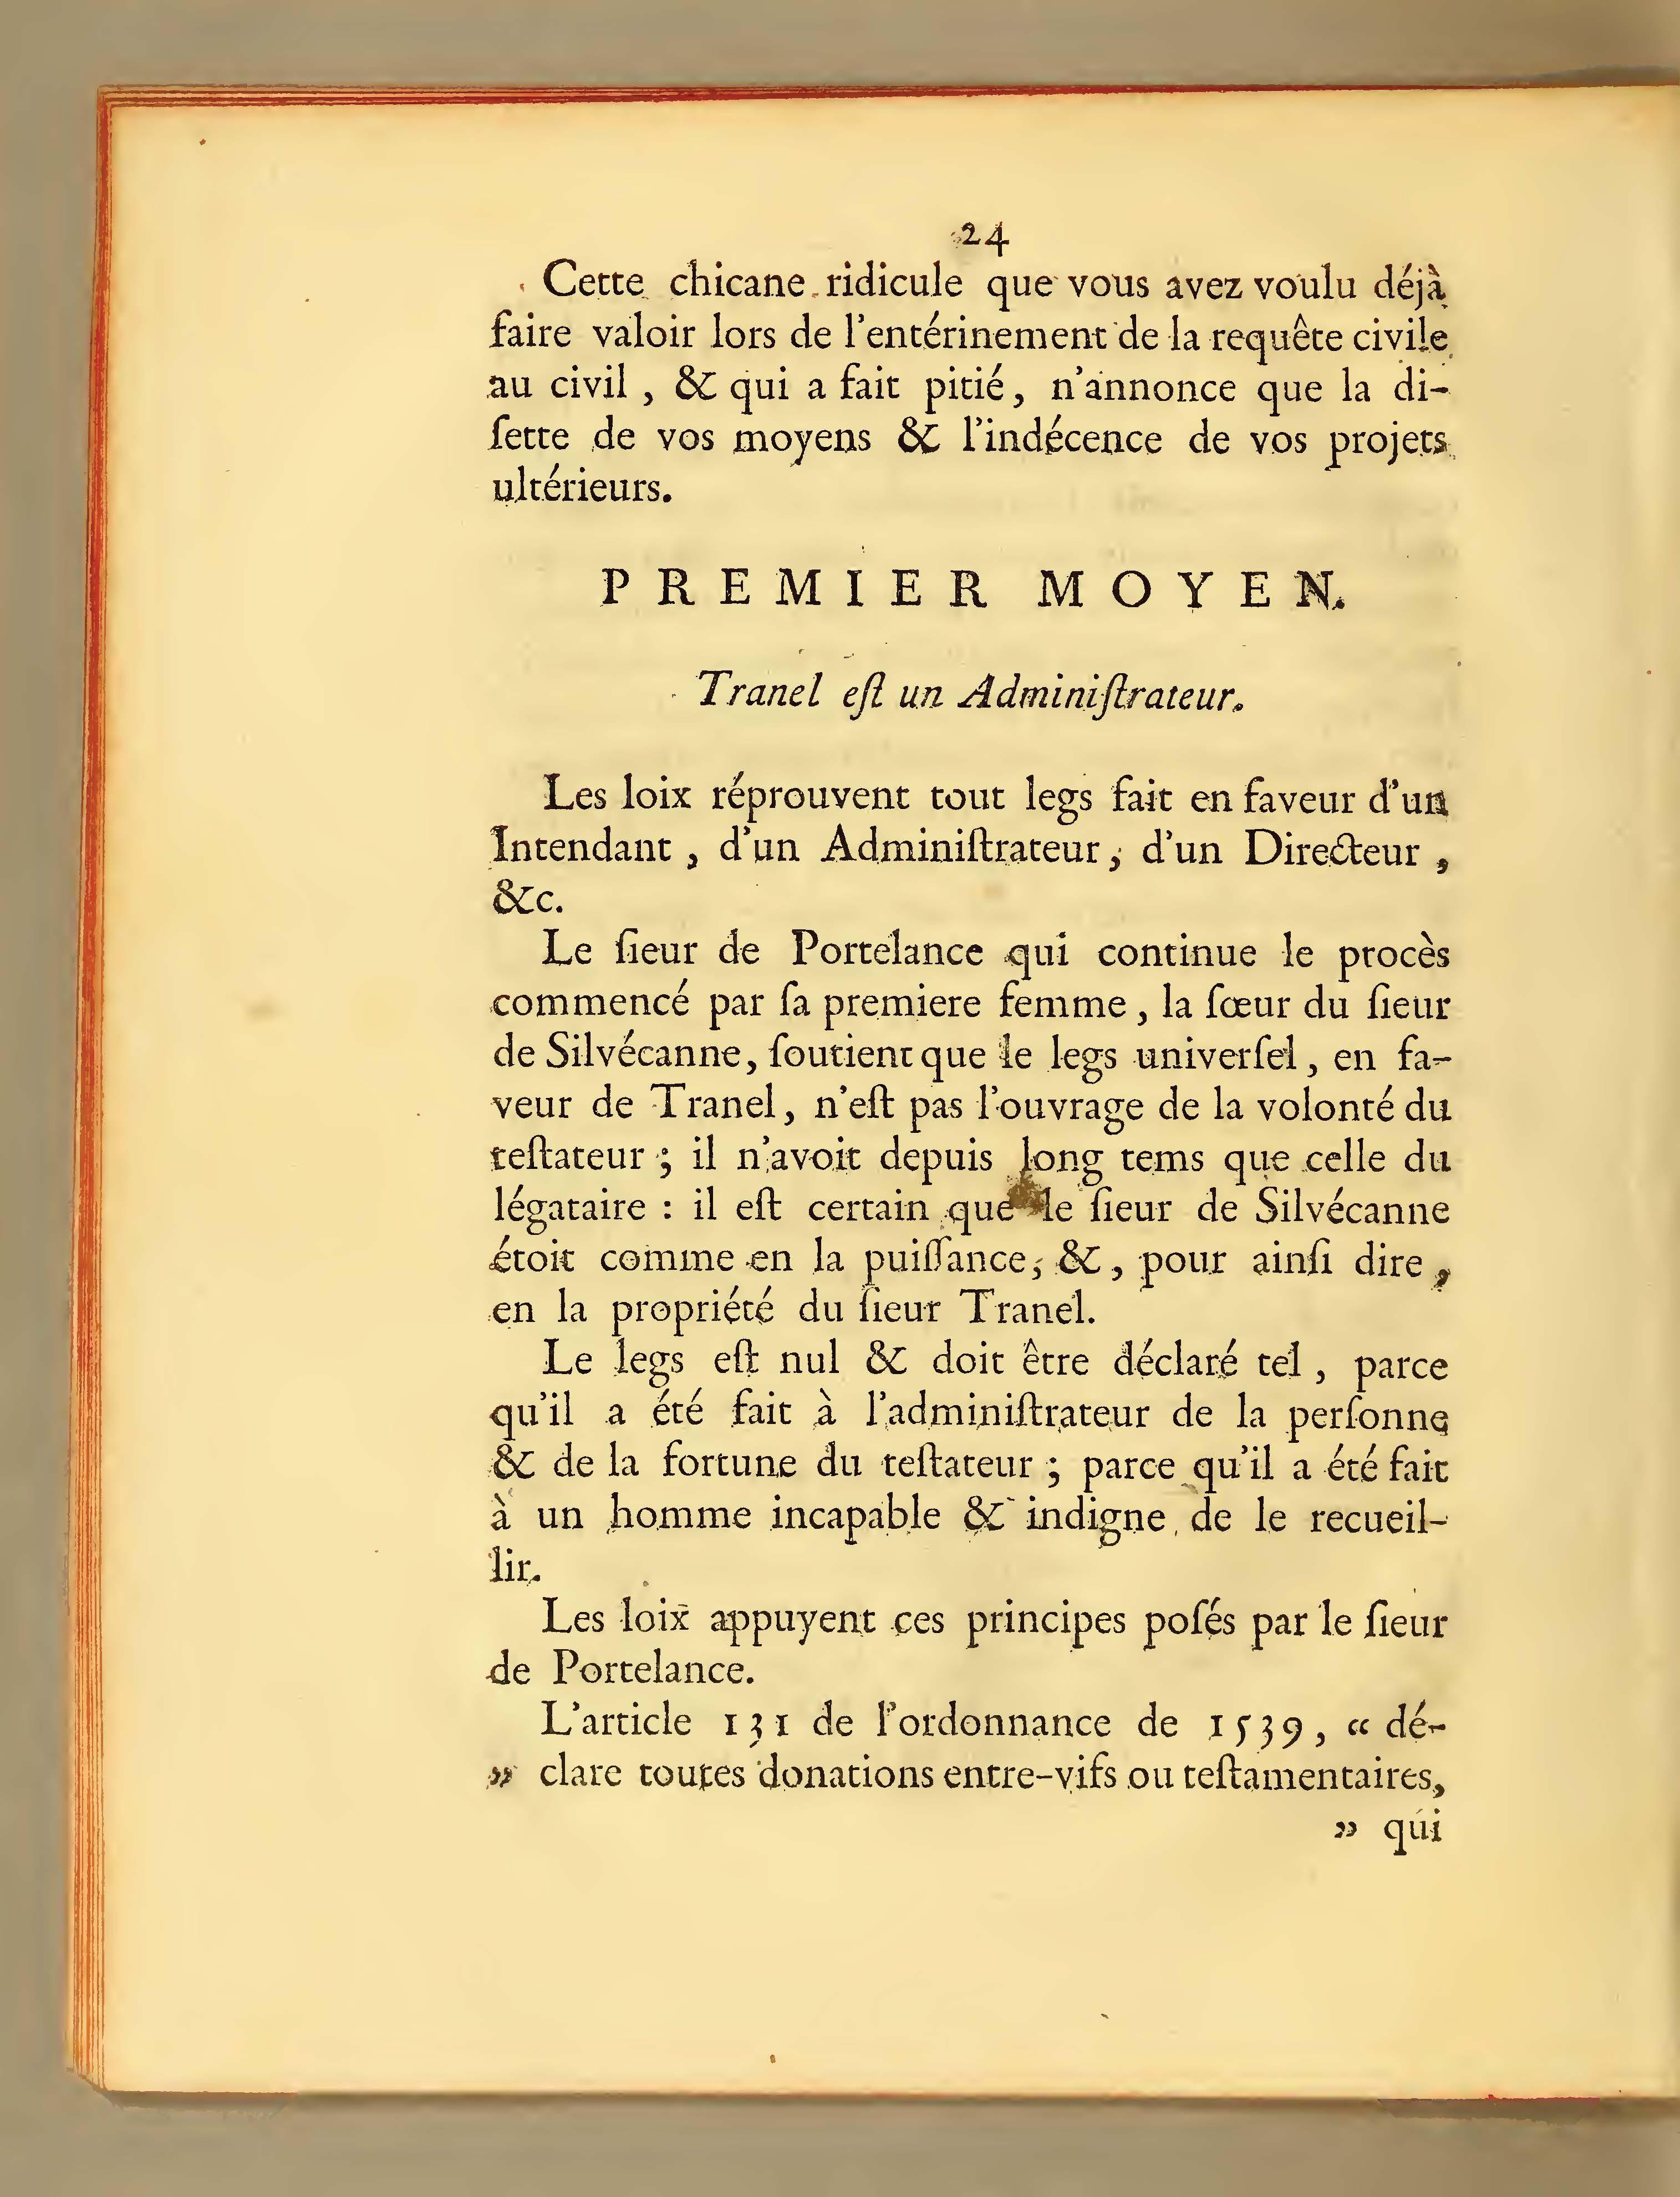 24
Cette chicane ridicule que vous avez voulu déjà
faire valoir lors de l'entérinement de la requête civile
au civil , & qui a fait pitié, n'annonce que la di-
ſette de vos moyens & l'indécence de vos projets
ultérieurs.
PREMIER MOYEN.
Tranel eſt un Adminiſtrateur.
Les loix réprouvent tout legs fait en faveur d'un
Intendant , d'un Adminiſtrateur , d'un Directeur ,
&c.
Le ſieur de Portelance qui continue le procès
commencé par ſa premiere femme , la ſœur du ſieur
de Silvécanne, ſoutient que le legs univerſel , en fa-
veur de Tranel, n'eſt pas l'ouvrage de la volonté du
teſtateur ; il n'avoit depuis long tems que celle du
légataire : il eſt certain que le ſieur de Silvécanne
étoit comme en la puiſſance, & , pour ainſi dire ,
en la propriété du ſieur Tranel.
Le legs eſt nul & doit être déclaré tel , parce
qu'il a été fait à l'adminiſtrateur de la perſonne
& de la fortune du teſtateur ; parce qu'il a été fait
à un homme incapable & indigne de le recueil-
lir.
Les loix appuyent ces principes poſés par le ſieur
de Portelance.
L'article 131 de l'ordonnance de 1539 , « dé-
» clare toutes donations entre-vifs ou teſtamentaires,
» qui